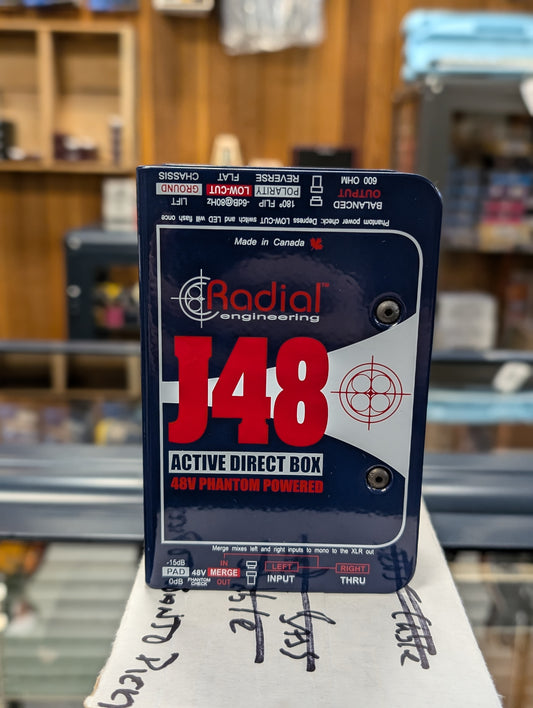 CHASSIS FLAT REVERSE 600 OHM
GROUND LOW-CUT POLARITY OUTPUT
LIFT -6dB@80Hz 180° FLIP BALANCED
Phantom power check: Depress LOW-CUT switch and LED will flash once
Made in Canada
Radial™
engineering
J48
ACTIVE DIRECT BOX
48V PHANTOM POWERED
Merge mixes left and right inputs to mono to the XLR out
-15dB 48V IN LEFT RIGHT
PAD PHANTOM CHECK MERGE INPUT THRU
0dB OUT
BASS